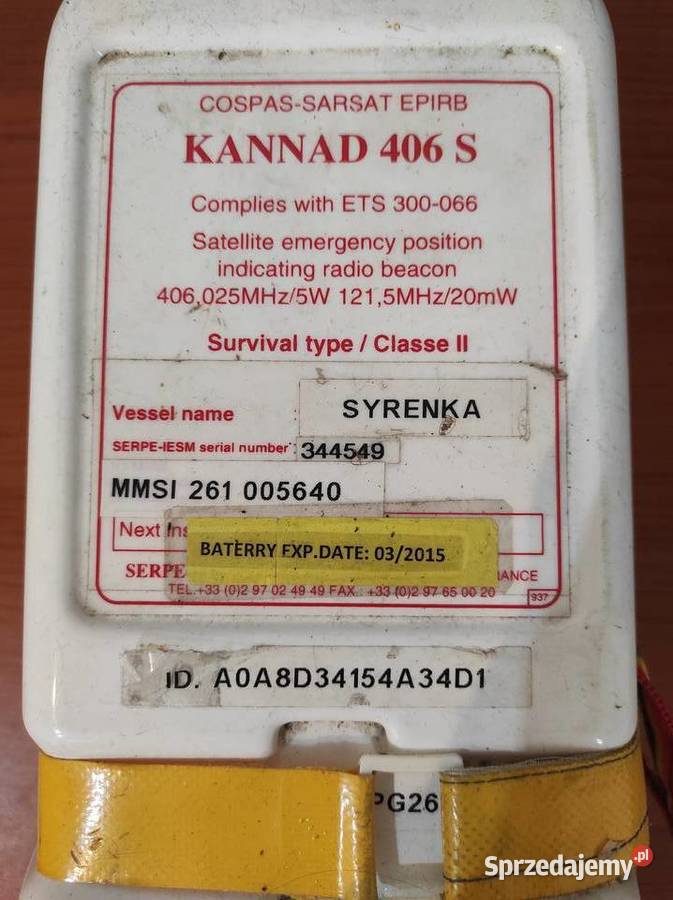 COSPAS-SARSAT EPIRB
KANNAD 406 S
Complies with ETS 300-066
Satellite emergency position
indicating radio beacon
406,025MHz/5W 121,5MHz/20mW
Survival type / Classe II
Vessel name SYRENKA
SERPE-IESM serial number 344549
MMSI 261 005640
Next
BATERRY EXP.DATE: 03/2015
SERPE
TEL.+33 (0)2 97 02 49 49 FAX.: +33 (0)2 97 65 00 20
937
ID. A0A8D34154A34D1
PG26
Sprzedajemy.pl